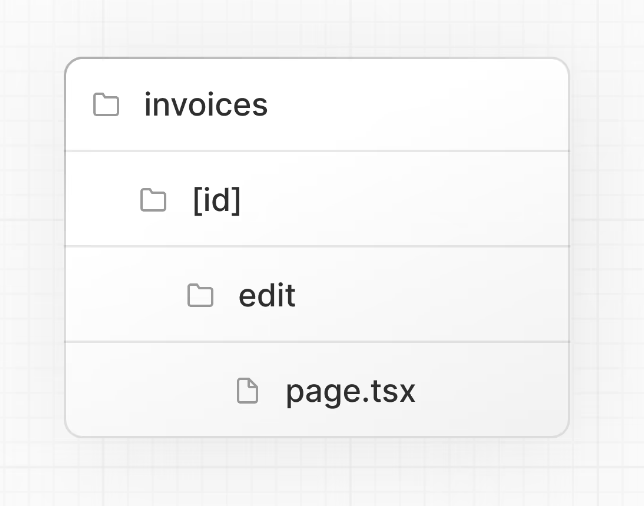 invoices
[id]
edit
page.tsx